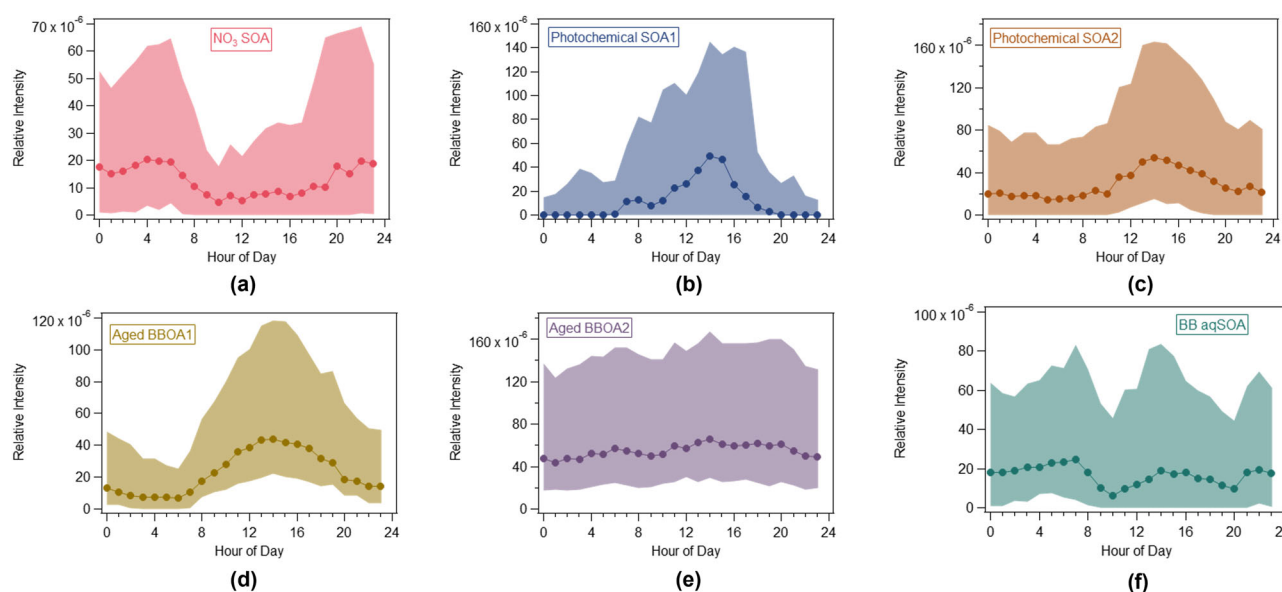 70 x 10-6
60
50
40
30
20
10
0
Relative Intensity
NO3 SOA
0 4 8 12 16 20 24
Hour of Day
(a)
160 x 10-6
140
120
100
80
60
40
20
0
Relative Intensity
Photochemical SOA1
0 4 8 12 16 20 24
Hour of Day
(b)
160 x 10-6
120
80
40
0
Relative Intensity
Photochemical SOA2
0 4 8 12 16 20 24
Hour of Day
(c)
120 x 10-6
100
80
60
40
20
0
Relative Intensity
Aged BBOA1
0 4 8 12 16 20 24
Hour of Day
(d)
160 x 10-6
120
80
40
0
Relative Intensity
Aged BBOA2
0 4 8 12 16 20 24
Hour of Day
(e)
100 x 10-6
80
60
40
20
0
Relative Intensity
BB aqSOA
0 4 8 12 16 20 2
Hour of Day
(f)